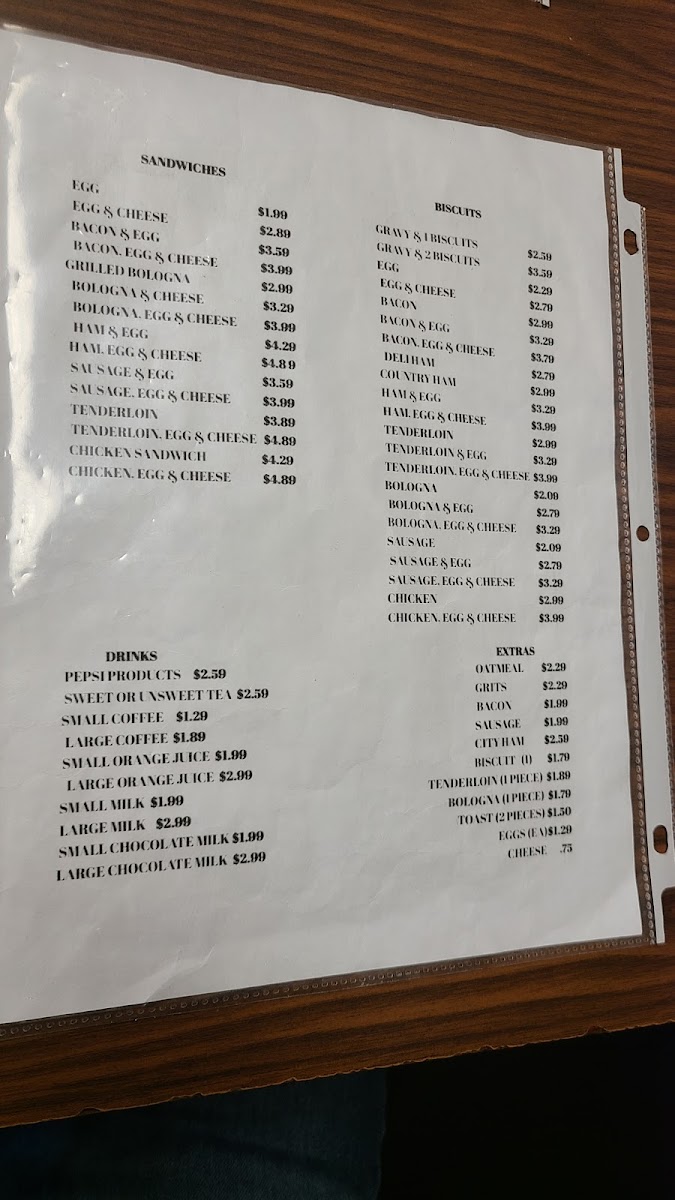 SANDWICHES
EGG $1.99
EGG & CHEESE $2.89
BACON & EGG $3.59
BACON, EGG & CHEESE $3.99
GRILLED BOLOGNA $2.99
BOLOGNA & CHEESE $3.29
BOLOGNA, EGG & CHEESE $3.99
HAM & EGG $4.29
HAM, EGG & CHEESE $4.89
SAUSAGE & EGG $3.59
SAUSAGE, EGG & CHEESE $3.99
TENDERLOIN $3.89
TENDERLOIN, EGG & CHEESE $4.89
CHICKEN SANDWICH $4.29
CHICKEN, EGG & CHEESE $4.89
BISCUITS
GRAVY & 1 BISCUITS $2.59
GRAVY & 2 BISCUITS $3.59
EGG $2.29
EGG & CHEESE $2.79
BACON $2.99
BACON & EGG $3.29
BACON, EGG & CHEESE $3.79
DELI HAM $2.79
COUNTRY HAM $2.99
HAM & EGG $3.29
HAM, EGG & CHEESE $3.99
TENDERLOIN $2.99
TENDERLOIN & EGG $3.29
TENDERLOIN, EGG & CHEESE $3.99
BOLOGNA $2.09
BOLOGNA & EGG $2.79
BOLOGNA, EGG & CHEESE $3.29
SAUSAGE $2.09
SAUSAGE & EGG $2.79
SAUSAGE, EGG & CHEESE $3.29
CHICKEN $2.99
CHICKEN, EGG & CHEESE $3.99
DRINKS
PEPSI PRODUCTS $2.59
SWEET OR UNSWEET TEA $2.59
SMALL COFFEE $1.29
LARGE COFFEE $1.89
SMALL ORANGE JUICE $1.99
LARGE ORANGE JUICE $2.99
SMALL MILK $1.99
LARGE MILK $2.99
SMALL CHOCOLATE MILK $1.99
LARGE CHOCOLATE MILK $2.99
EXTRAS
OATMEAL $2.29
GRITS $2.29
BACON $1.99
SAUSAGE $1.99
CITY HAM $2.59
BISCUIT (1) $1.79
TENDERLOIN (1 PIECE) $1.89
BOLOGNA (1 PIECE) $1.79
TOAST (2 PIECES) $1.50
EGGS (EA) $1.29
CHEESE .75